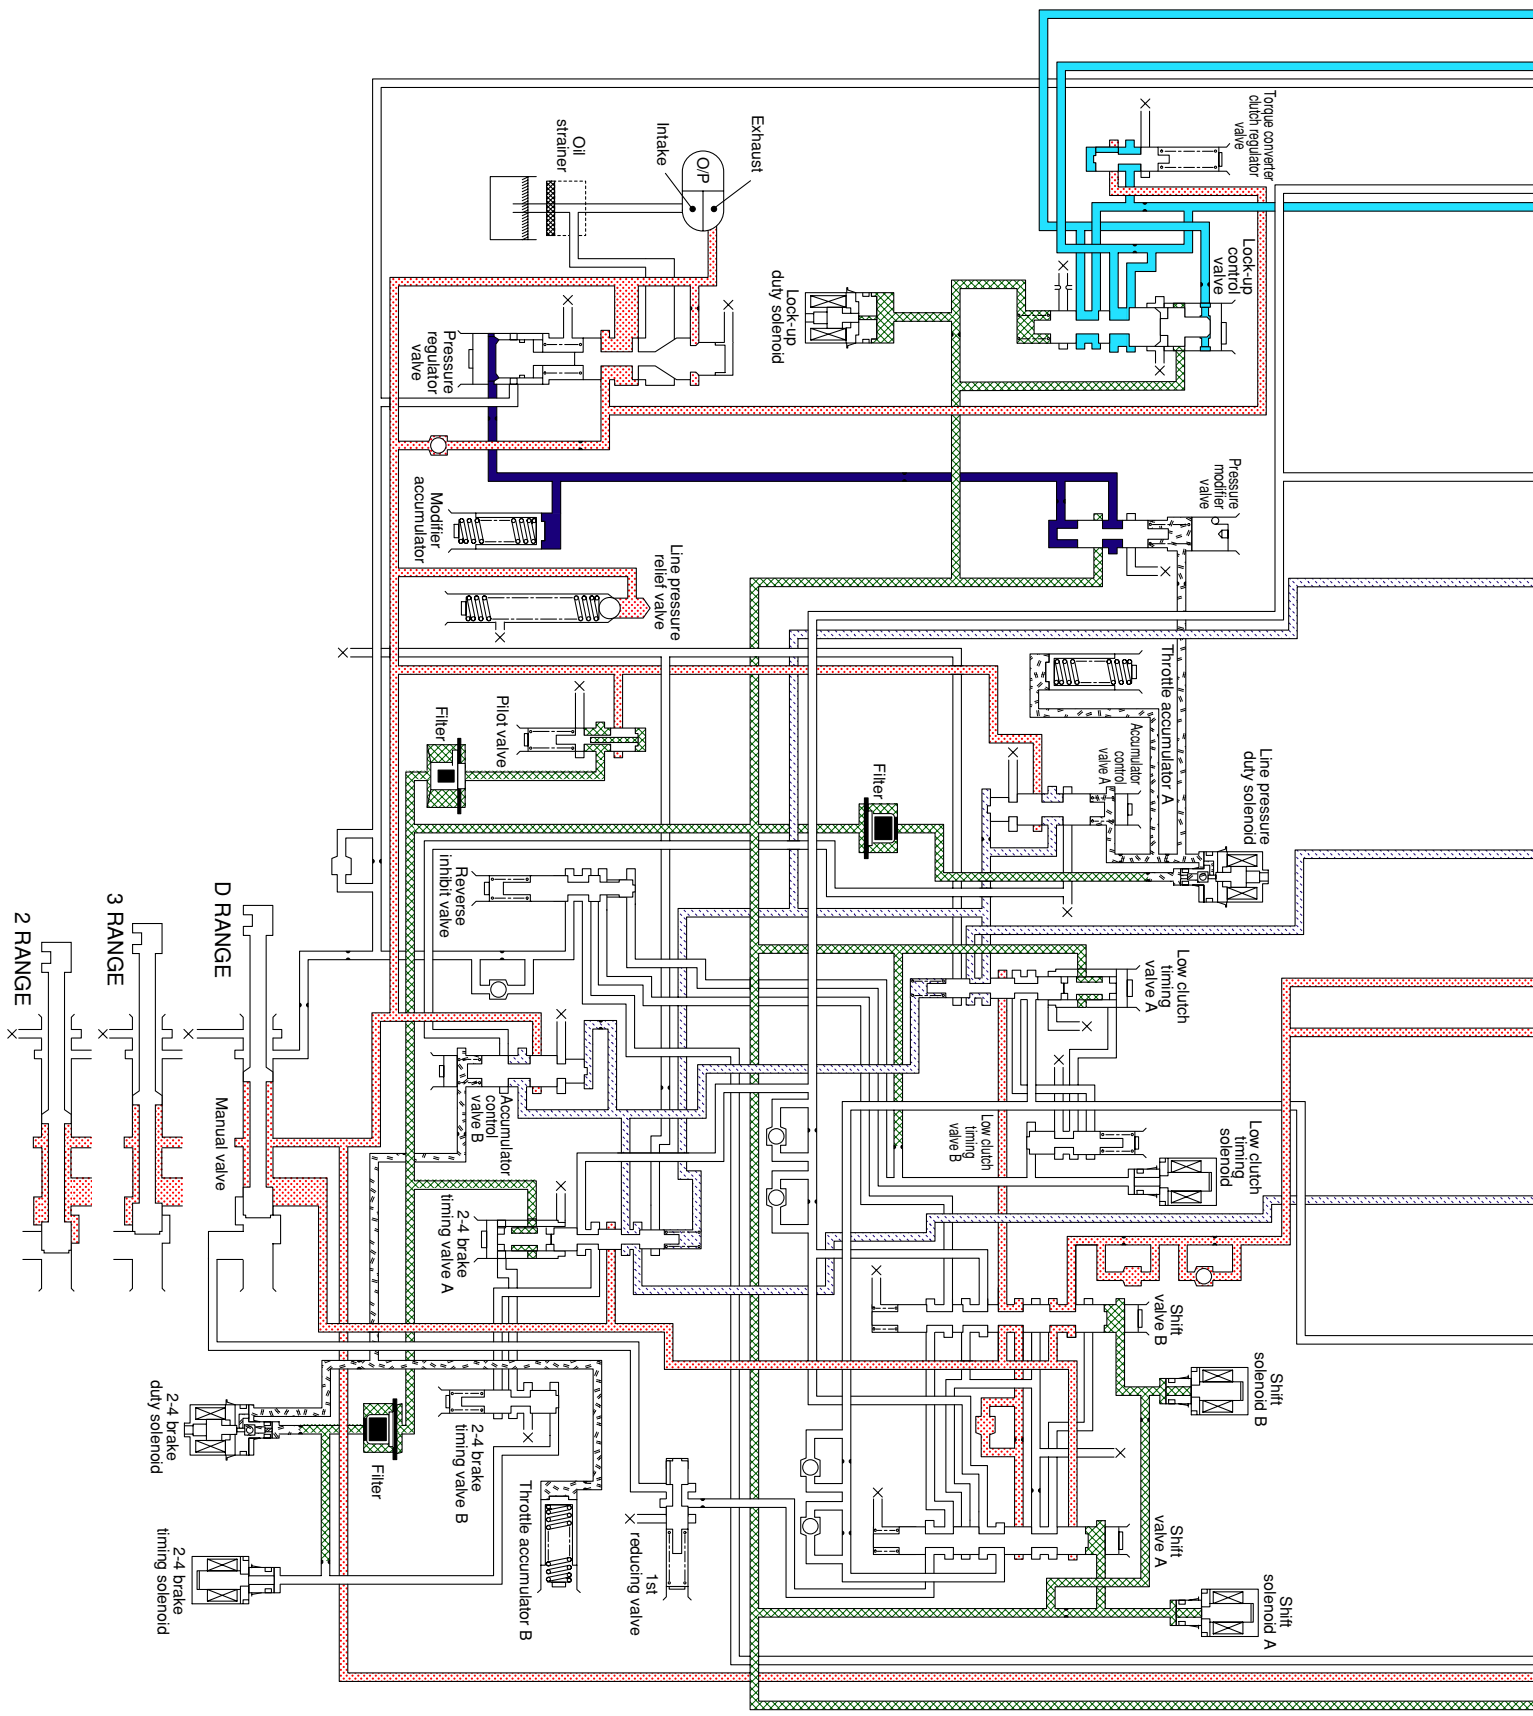 Torque converter
clutch regulator
valve
Exhaust
Intake
O/P
Oil
strainer
Lock-up
control
valve
Lock-up
duty solenoid
Pressure
regulator
valve
Pressure
modifier
valve
Modifier
accumulator
Line pressure
relief valve
Throttle accumulator A
Pilot valve
Filter
Accumulator
control
valve A
Line pressure
duty solenoid
Filter
Reverse
inhibit valve
Low clutch
timing
valve A
2 RANGE
3 RANGE
D RANGE
Manual valve
Accumulator
control
valve B
Low clutch
timing
valve B
Low clutch
timing
solenoid
2-4 brake
timing valve A
Shift
valve B
Shift
solenoid B
2-4 brake
duty solenoid
Filter
2-4 brake
timing valve B
Throttle accumulator B
2-4 brake
timing solenoid
1st
reducing valve
Shift
valve A
Shift
solenoid A